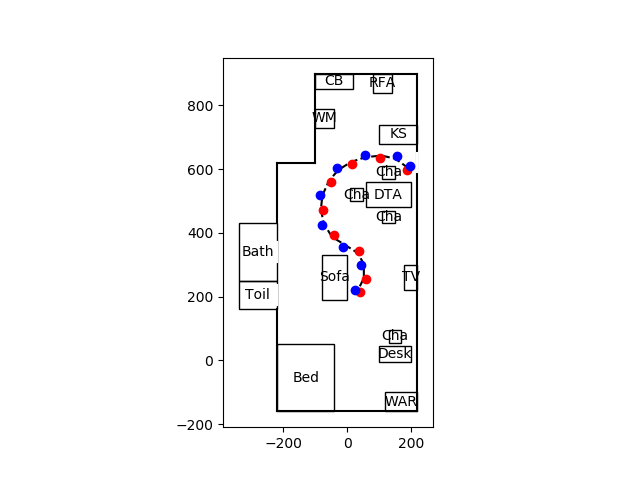 CB
RFA
WM
KS
Cha
Cha
DTA
Cha
Bath
Sofa
TV
Toil
Cha
Desk
Bed
WAR
800
600
400
200
0
−200
−200
0
200